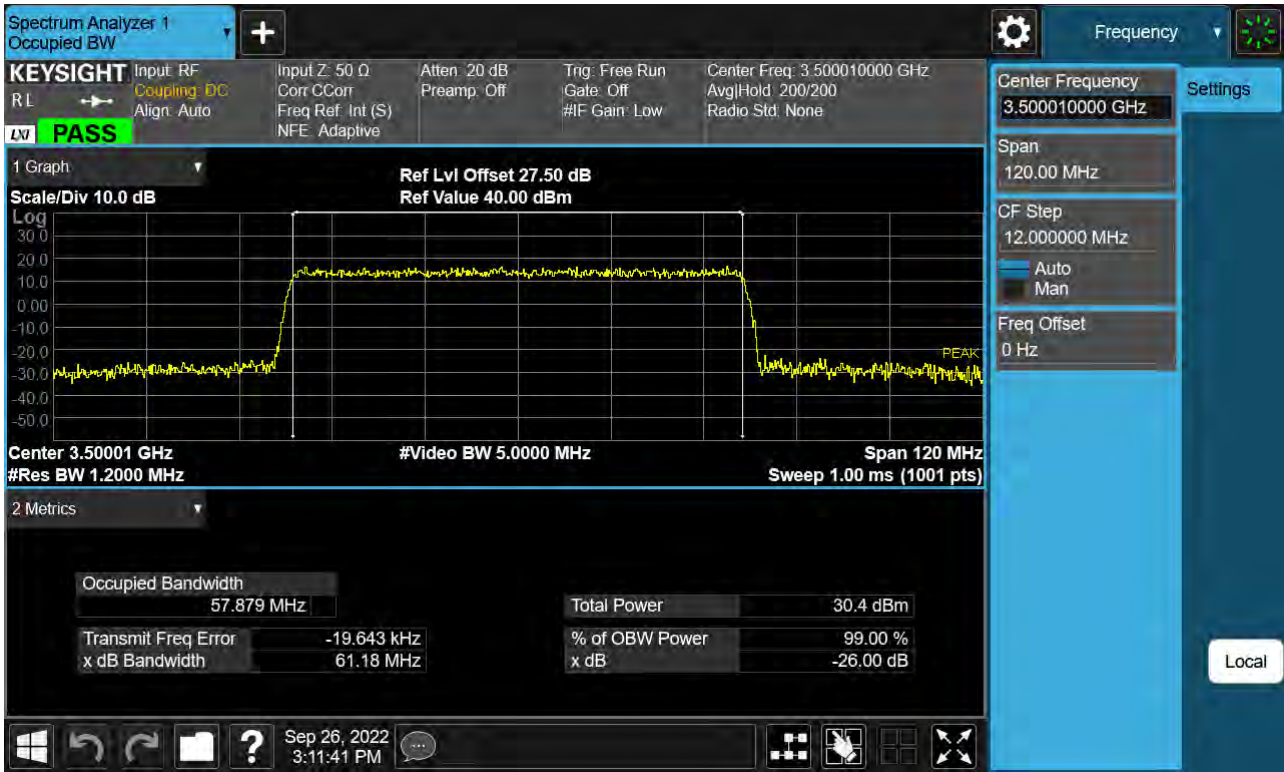 Spectrum Analyzer 1
Occupied BW
+
Frequency
KEYSIGHT
RL
LXI
PASS
Input: RF
Coupling: DC
Align: Auto
Input Z: 50 Ω
Corr CCorr
Freq Ref: Int (S)
NFE: Adaptive
Atten: 20 dB
Preamp: Off
Trig: Free Run
Gate: Off
#IF Gain: Low
Center Freq: 3.500010000 GHz
Avg|Hold: 200/200
Radio Std: None
Center Frequency
3.500010000 GHz
Settings
Span
120.00 MHz
CF Step
12.000000 MHz
Auto
Man
Freq Offset
0 Hz
Local
1 Graph
Scale/Div 10.0 dB
Ref Lvl Offset 27.50 dB
Ref Value 40.00 dBm
Log
30.0
20.0
10.0
0.00
-10.0
-20.0
-30.0
-40.0
-50.0
PEAK
Center 3.50001 GHz
#Video BW 5.0000 MHz
Span 120 MHz
#Res BW 1.2000 MHz
Sweep 1.00 ms (1001 pts)
2 Metrics
Occupied Bandwidth
57.879 MHz
Total Power 30.4 dBm
Transmit Freq Error -19.643 kHz
% of OBW Power 99.00 %
x dB Bandwidth 61.18 MHz
x dB -26.00 dB
?
Sep 26, 2022
3:11:41 PM